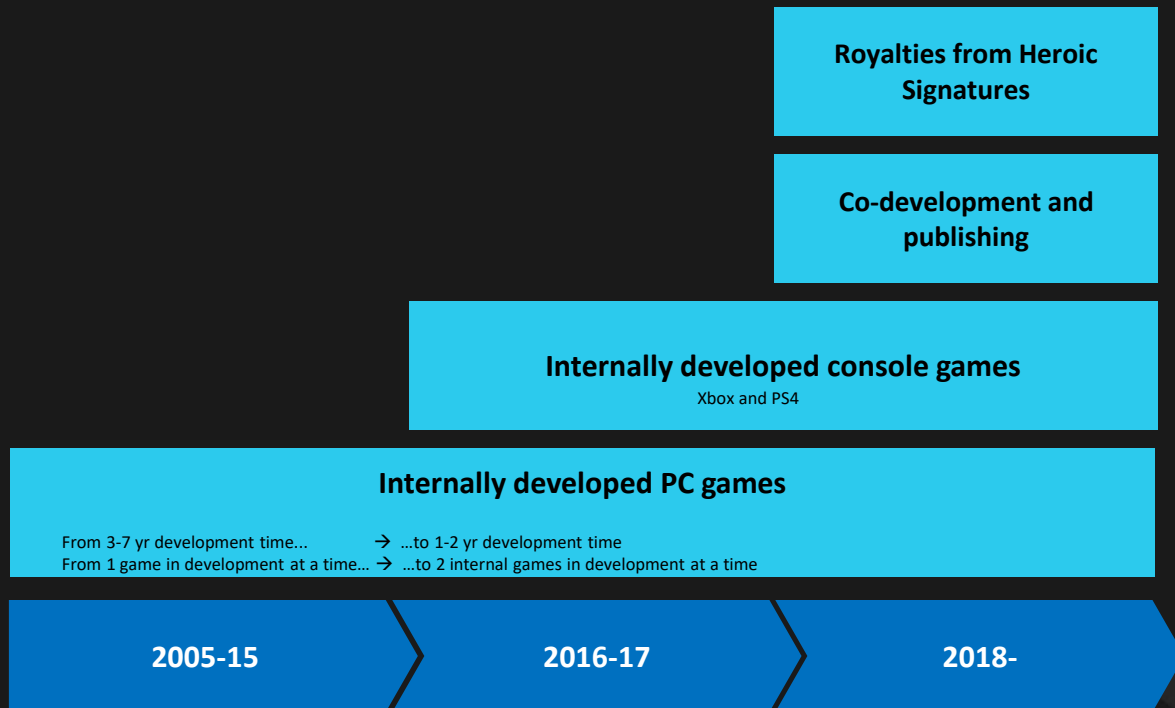 Royalties from Heroic
Signatures
Co-development and
publishing
Internally developed console games
Xbox and PS4
Internally developed PC games
From 3-7 yr development time... → ...to 1-2 yr development time
From 1 game in development at a time... → ...to 2 internal games in development at a time
2005-15
2016-17
2018-